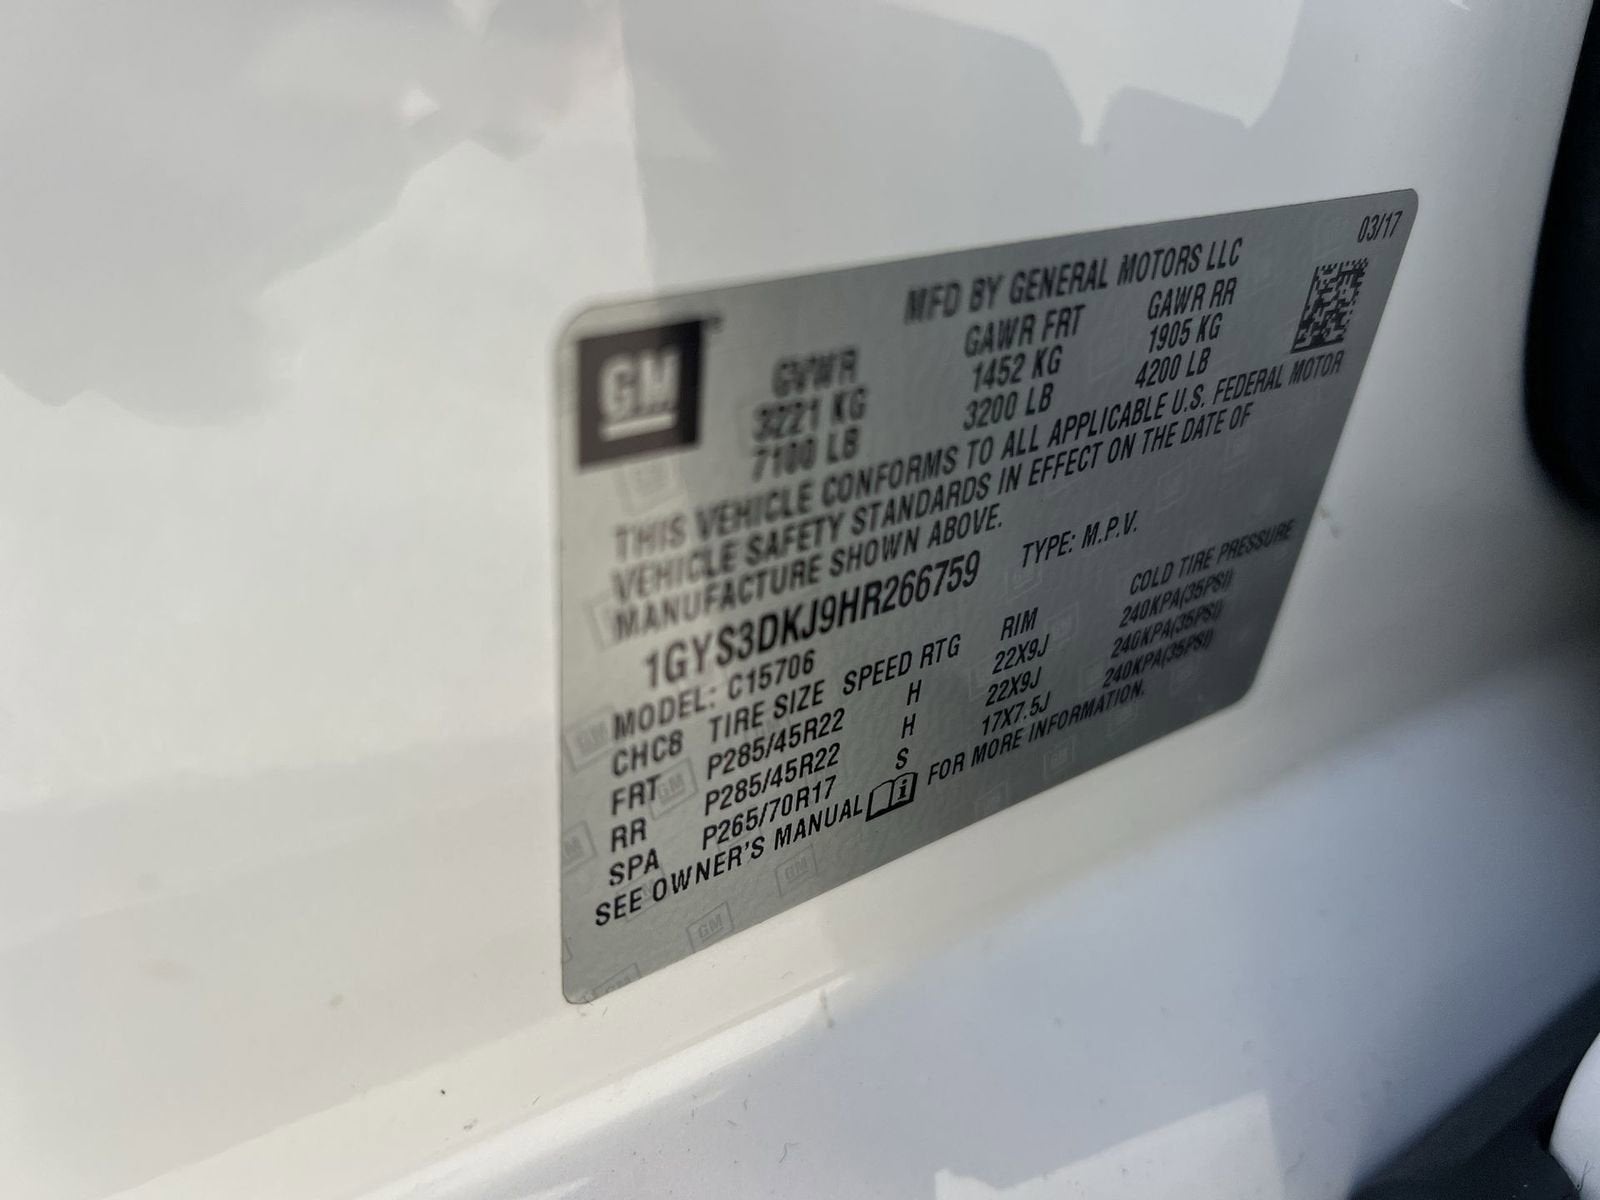 03/17
MFD BY GENERAL MOTORS LLC
GM
GVWR GAWR FRT GAWR RR
3221 KG 1452 KG 1905 KG
7100 LB 3200 LB 4200 LB
THIS VEHICLE CONFORMS TO ALL APPLICABLE U.S. FEDERAL MOTOR
VEHICLE SAFETY STANDARDS IN EFFECT ON THE DATE OF
MANUFACTURE SHOWN ABOVE.
1GYS3DKJ9HR266759 TYPE: M.P.V.
MODEL: C15706
CHC8 TIRE SIZE SPEED RTG RIM COLD TIRE PRESSURE
FRT P285/45R22 H 22X9J 240KPA(35PSI)
RR P285/45R22 H 22X9J 240KPA(35PSI)
SPA P265/70R17 S 17X7.5J 240KPA(35PSI)
SEE OWNER'S MANUAL FOR MORE INFORMATION.